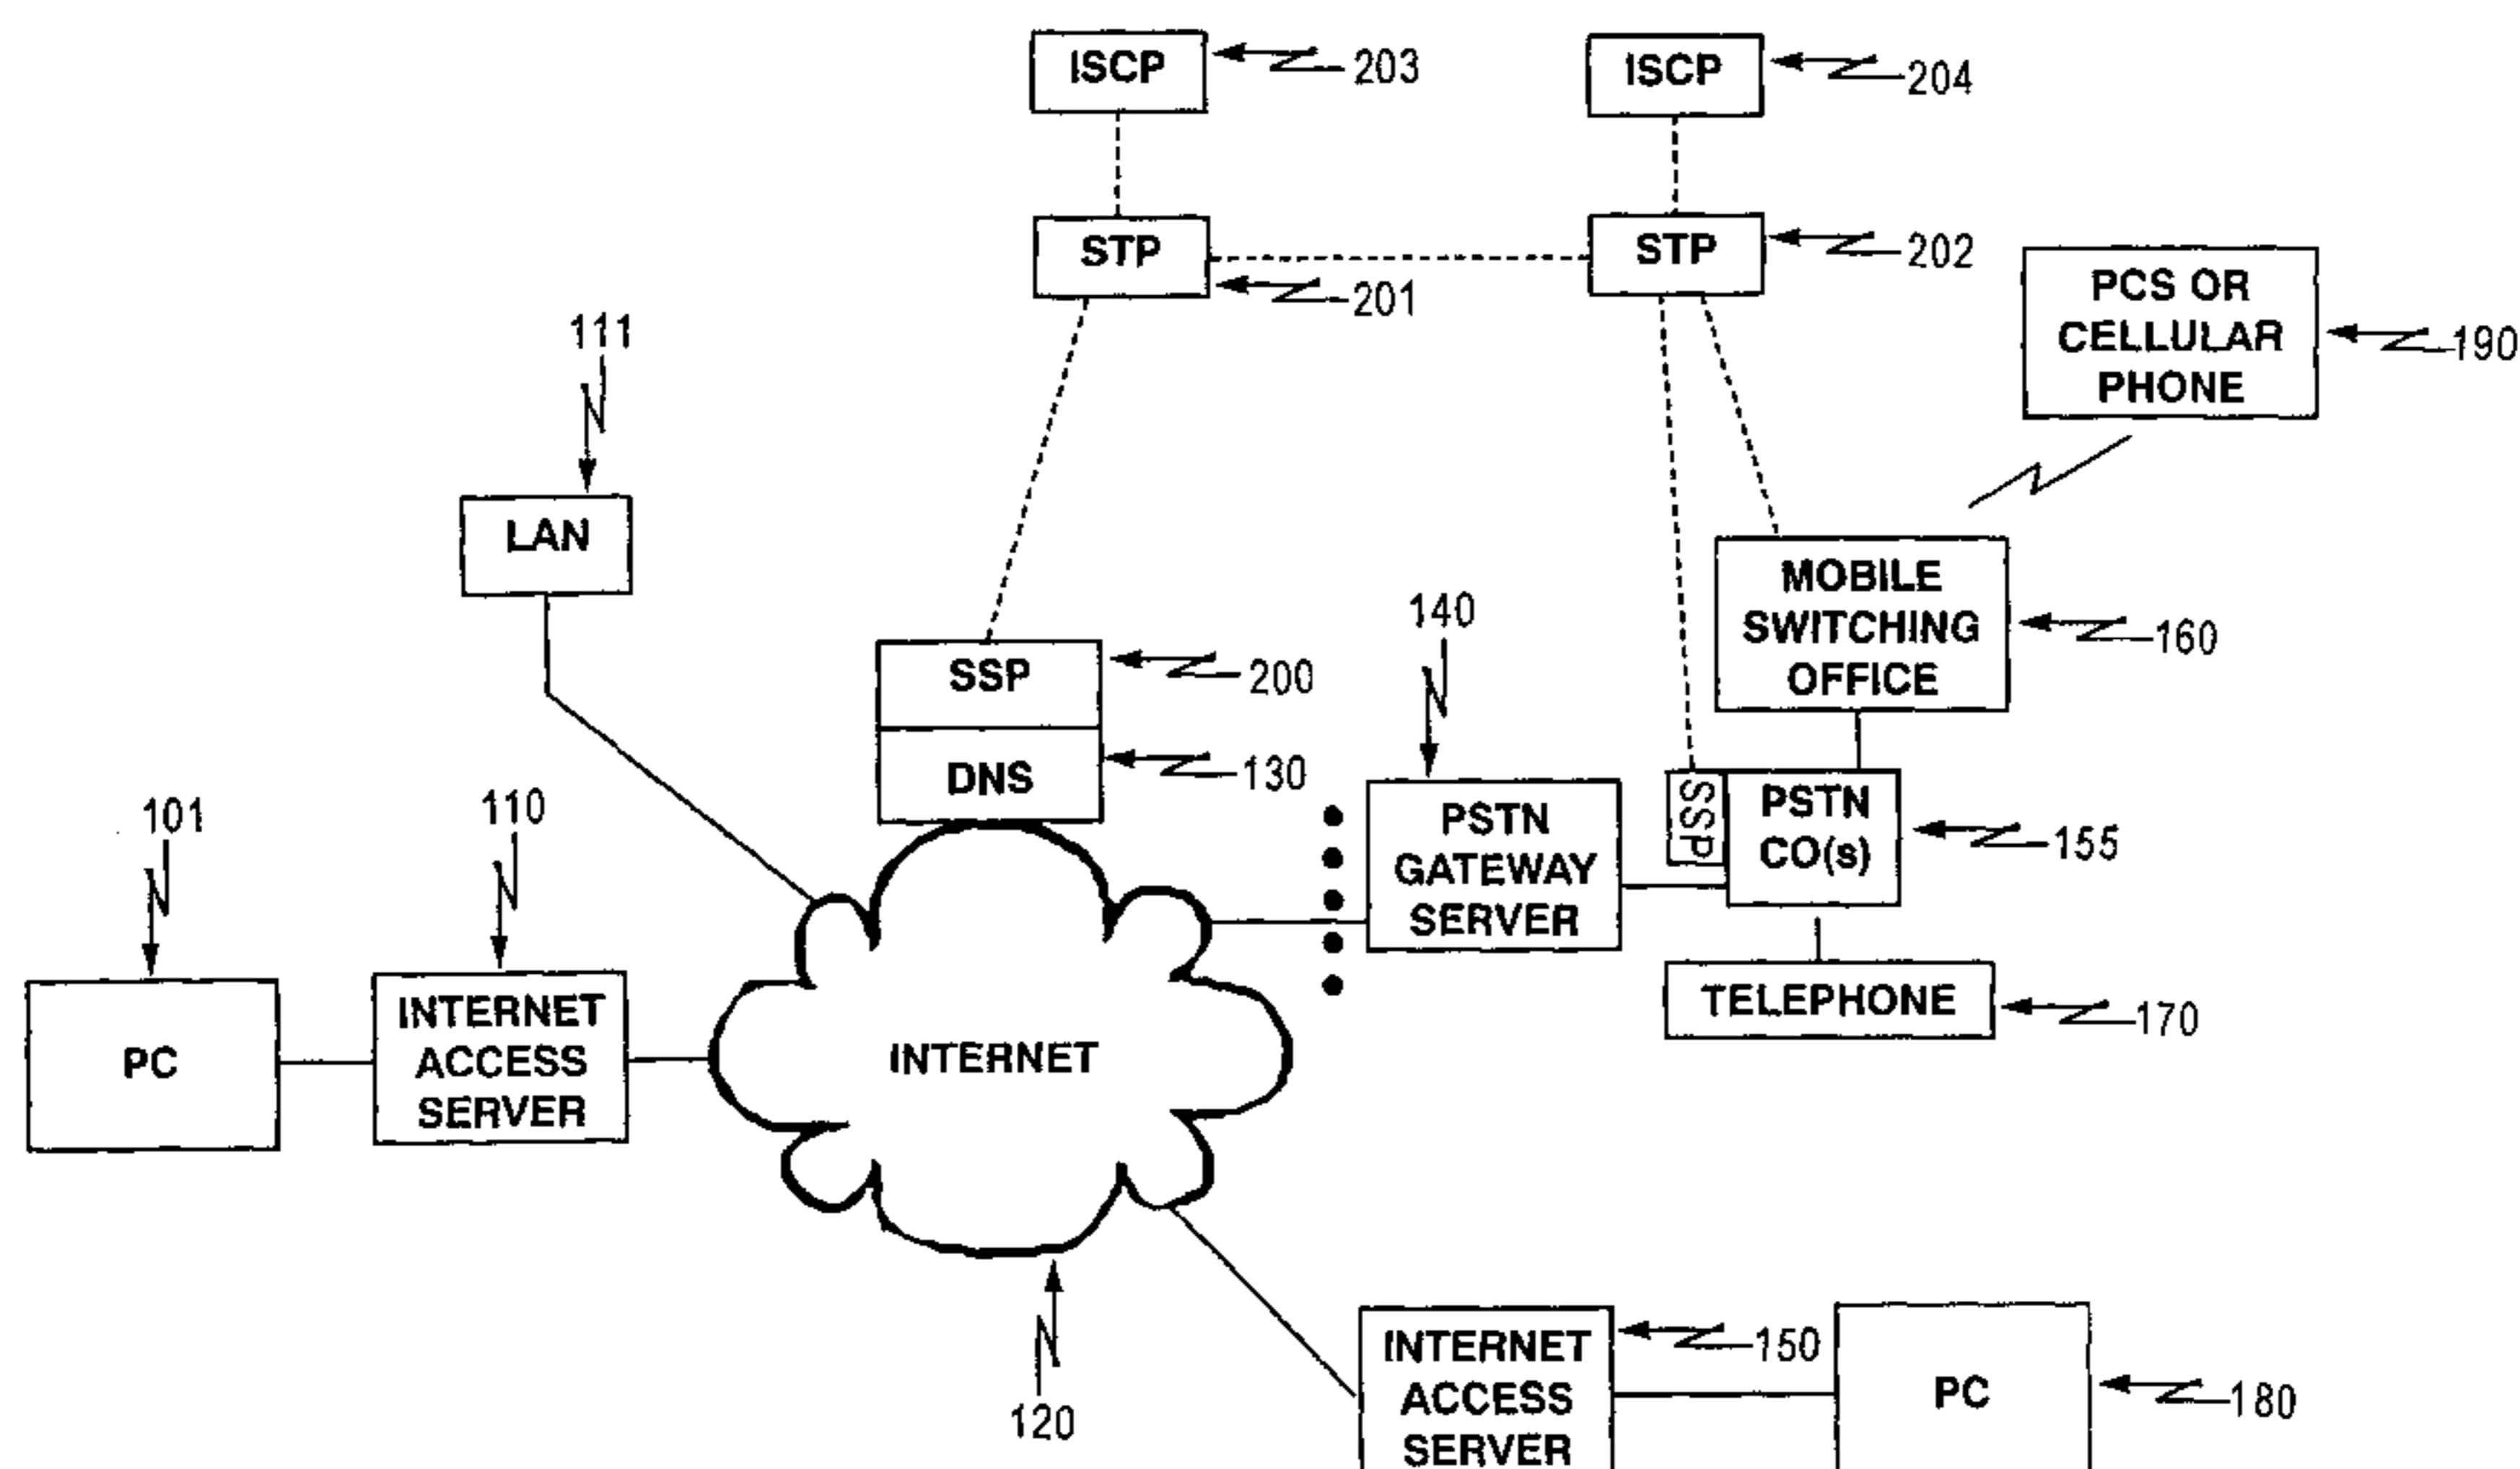 ISCP
203
ISCP
204
STP
201
STP
202
PCS OR
CELLULAR
PHONE
190
111
LAN
MOBILE
SWITCHING
OFFICE
160
140
SSP
200
DNS
130
PSTN
GATEWAY
SERVER
SSP
PSTN
CO(s)
155
101
110
PC
INTERNET
ACCESS
SERVER
INTERNET
TELEPHONE
170
120
INTERNET
ACCESS
SERVER
150
PC
180